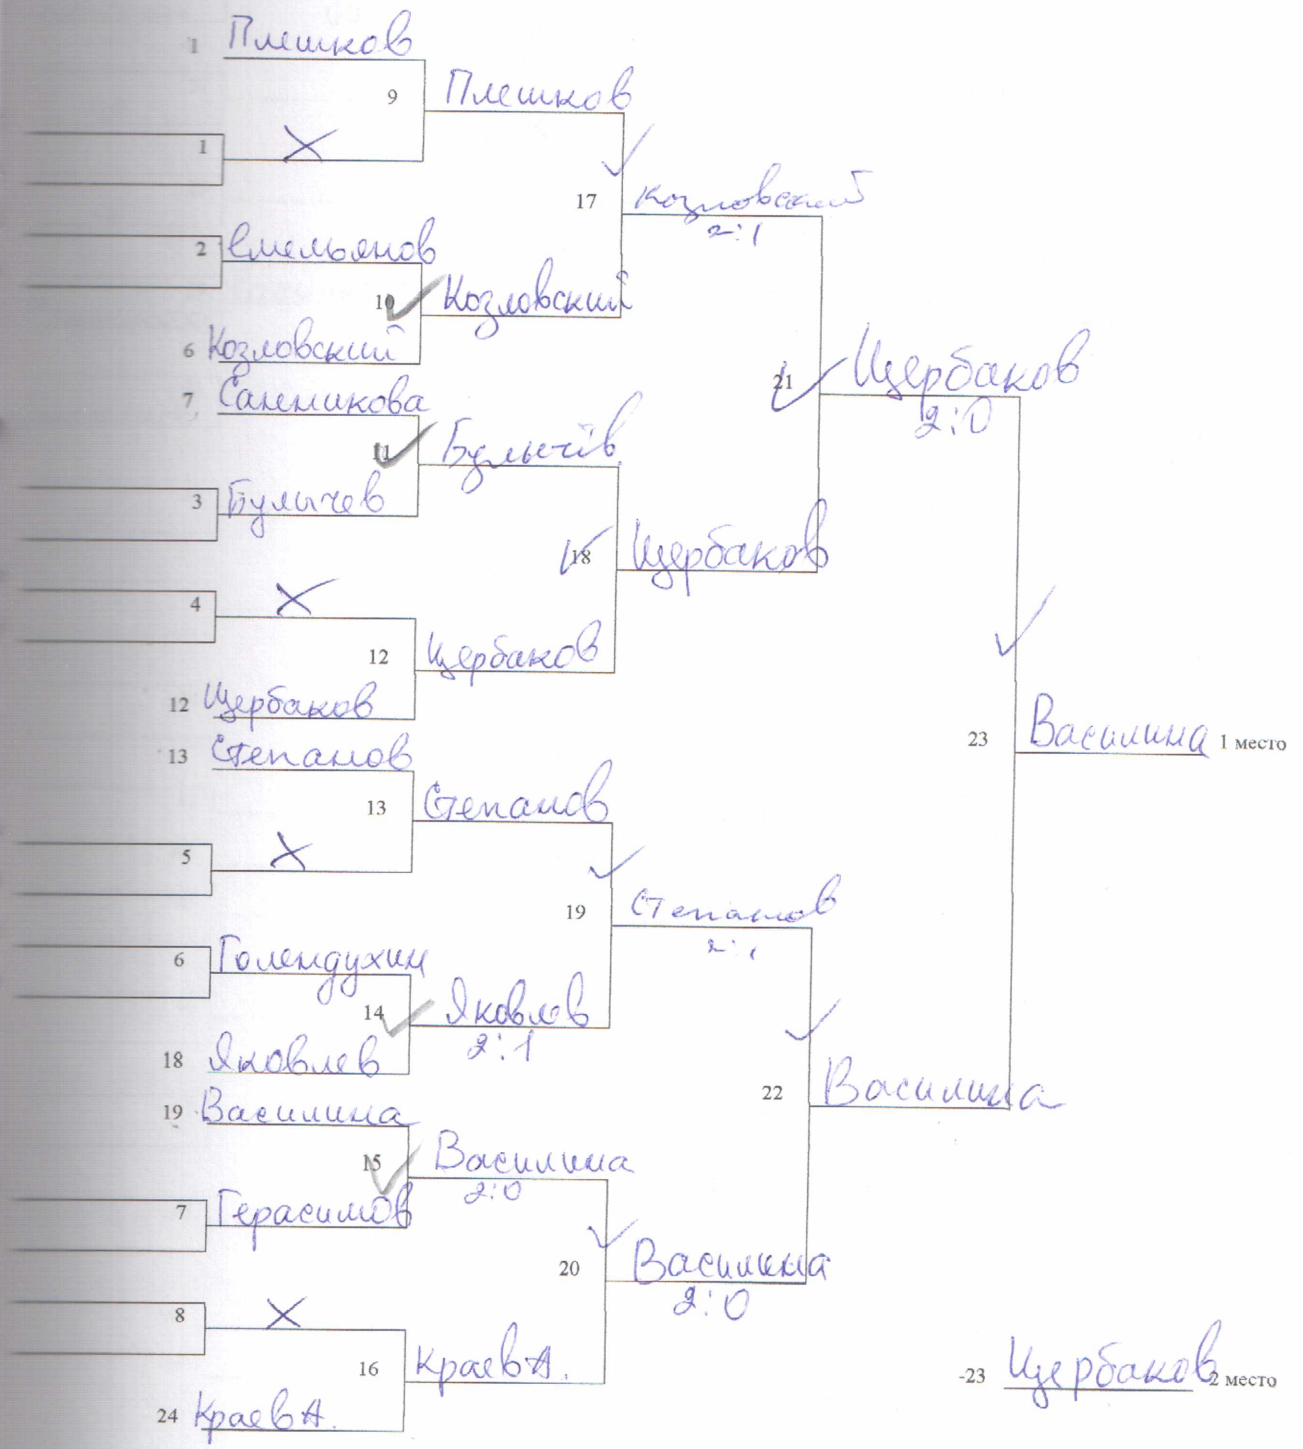 1 Плешков
9 Плешков
1 X
17 Козловский
2:1
2 Емельянов
10 Козловский
6 Козловский
21 Щербаков
2:0
7 Санникова
11 Булычёв
3 Булычев
18 Щербаков
4 X
12 Щербаков
12 Щербаков
23 Василина 1 место
13 Степанов
13 Степанов
5 X
19 Степанов
2:1
6 Голендухин
14 Яковлев
2:1
18 Яковлев
22 Василина
19 Василина
15 Василина
2:0
7 Герасимов
20 Василина
2:0
8 X
16 Краев А.
24 Краев А.
-23 Щербаков 2 место